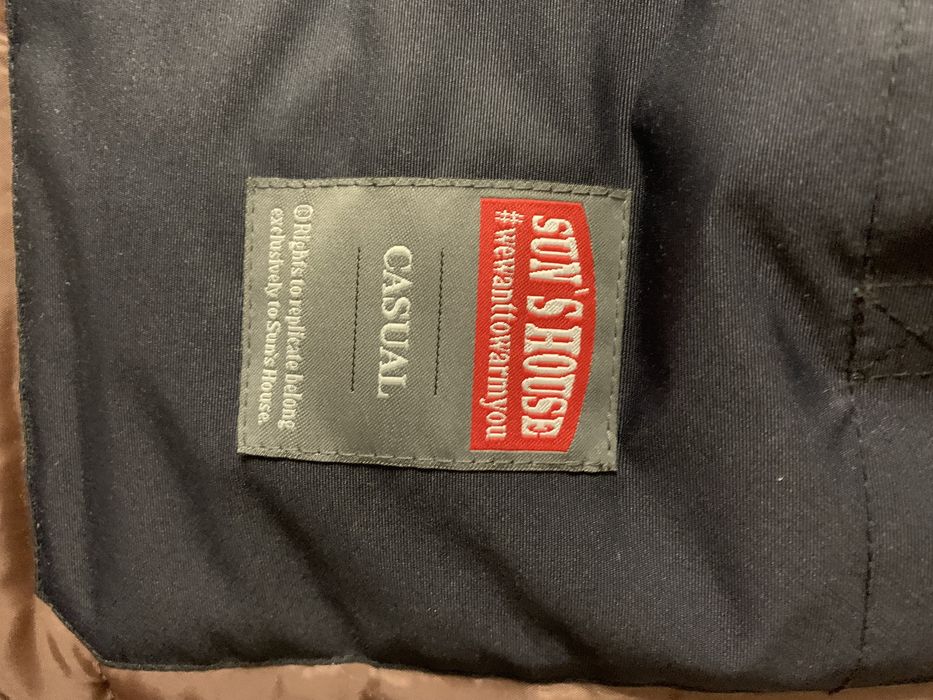 SUN'S HOUSE
#wewanttowarmyou
CASUAL
©Rights to replicate belong
exclusively to Sun's House.